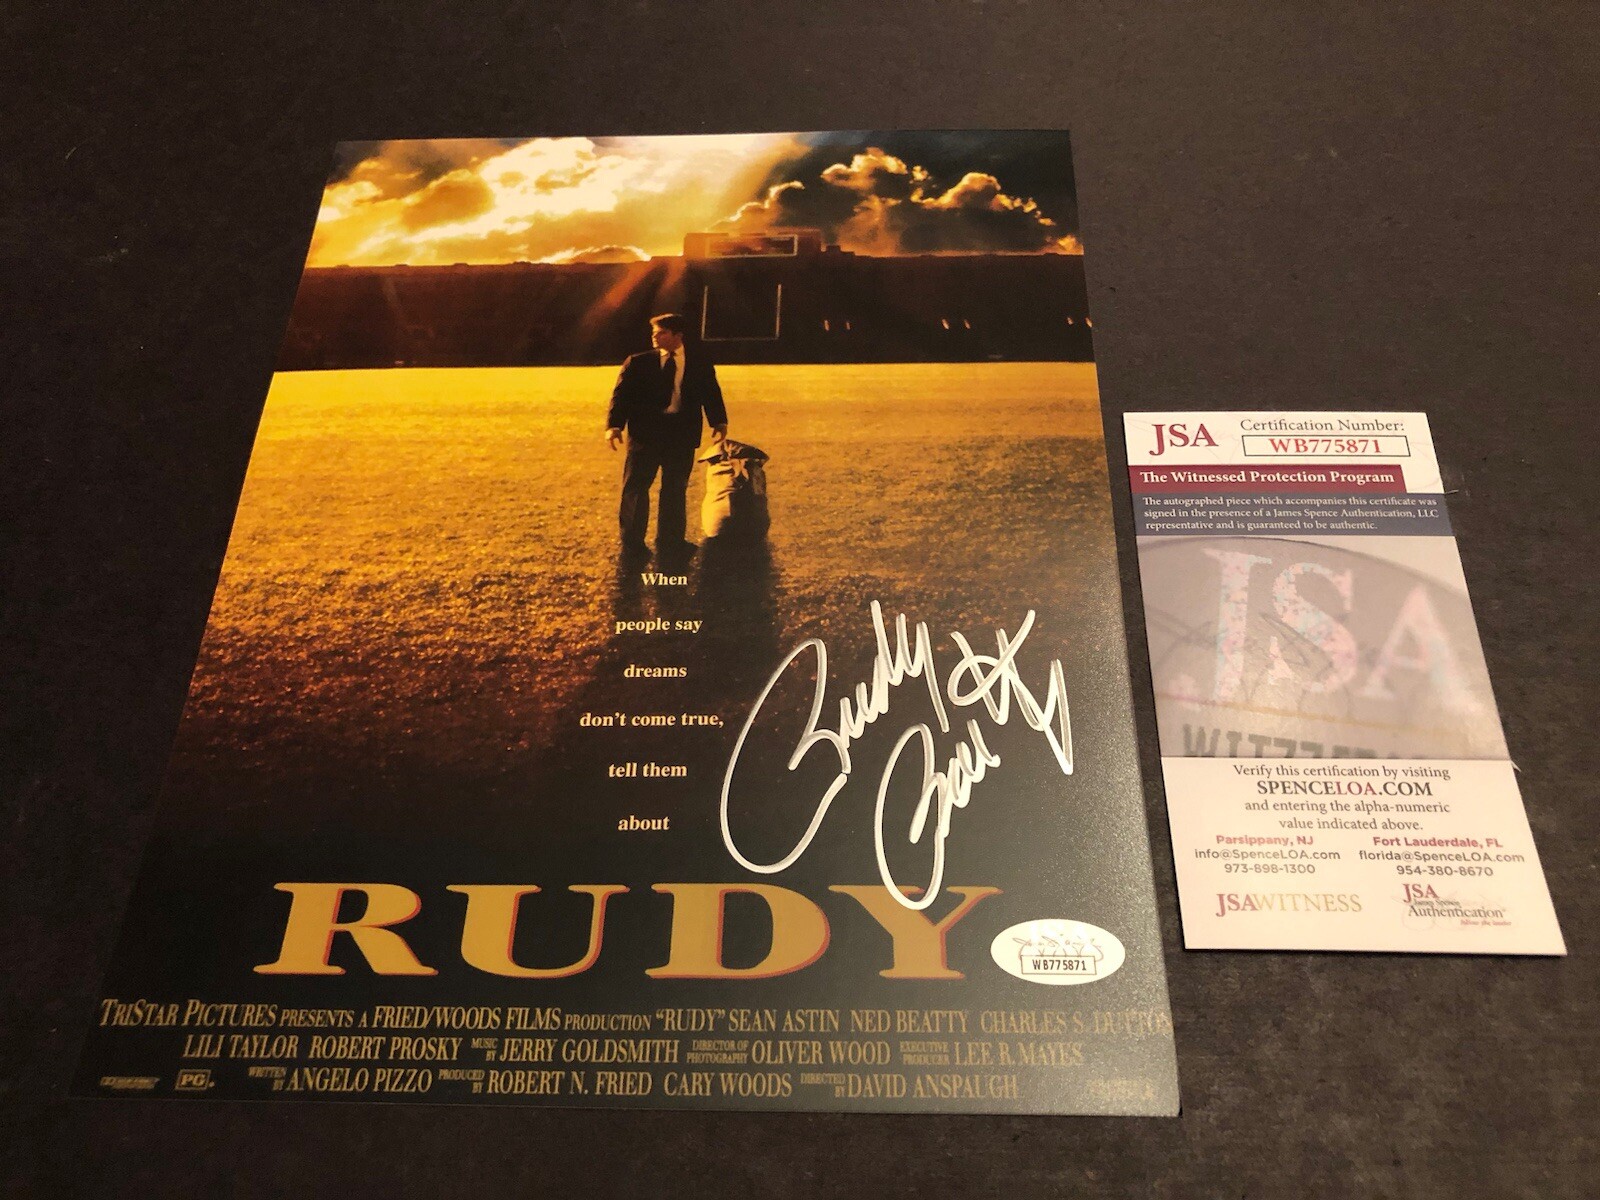 When
people say
dreams
don't come true,
tell them
about
RUDY
WB775871
TRISTAR PICTURES PRESENTS A FRIED/WOODS FILMS PRODUCTION "RUDY" SEAN ASTIN NED BEATTY CHARLES S. DUTTON
LILI TAYLOR ROBERT PROSKY MUSIC BY JERRY GOLDSMITH DIRECTOR OF PHOTOGRAPHY OLIVER WOOD EXECUTIVE PRODUCER LEE R. MAYES
WRITTEN BY ANGELO PIZZO PRODUCED BY ROBERT N. FRIED CARY WOODS DIRECTED BY DAVID ANSPAUGH
PG
Rudy
JSA
Certification Number:
WB775871
The Witnessed Protection Program
The autographed piece which accompanies this certificate was
signed in the presence of a James Spence Authentication, LLC
representative and is guaranteed to be authentic.
JSA
Verify this certification by visiting
SPENCELOA.COM
and entering the alpha-numeric
value indicated above.
Parsippany, NJ
info@SpenceLOA.com
973-898-1300
Fort Lauderdale, FL
florida@SpenceLOA.com
954-380-8670
JSAWITNESS
JSA
James Spence
Authentication